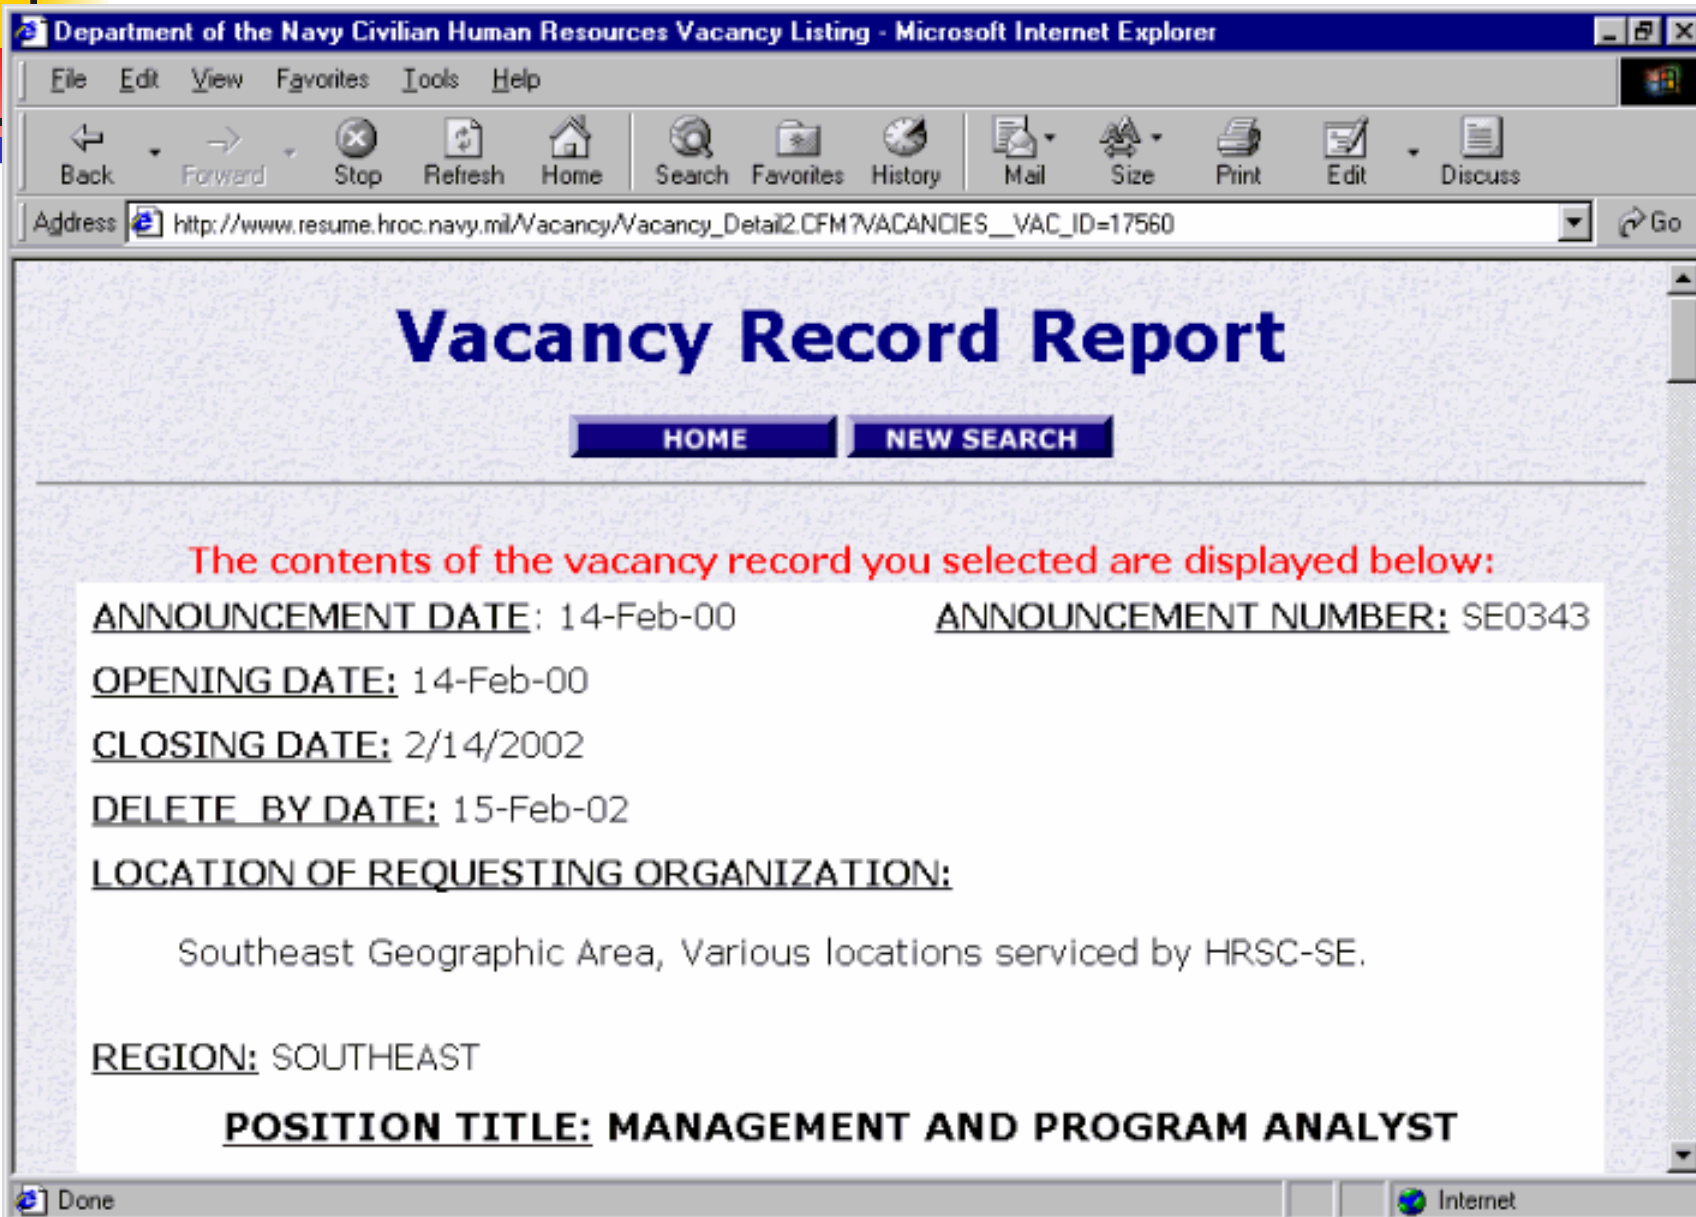 Department of the Navy Civilian Human Resources Vacancy Listing - Microsoft Internet Explorer
File Edit View Favorites Tools Help
Back Forward Stop Refresh Home Search Favorites History Mail Size Print Edit Discuss
Address http://www.resume.hroc.navy.mil/Vacancy/Vacancy_Detail2.CFM?VACANCIES__VAC_ID=17560 Go
Vacancy Record Report
HOME NEW SEARCH
The contents of the vacancy record you selected are displayed below:
ANNOUNCEMENT DATE: 14-Feb-00 ANNOUNCEMENT NUMBER: SE0343
OPENING DATE: 14-Feb-00
CLOSING DATE: 2/14/2002
DELETE BY DATE: 15-Feb-02
LOCATION OF REQUESTING ORGANIZATION:
Southeast Geographic Area, Various locations serviced by HRSC-SE.
REGION: SOUTHEAST
POSITION TITLE: MANAGEMENT AND PROGRAM ANALYST
Done Internet